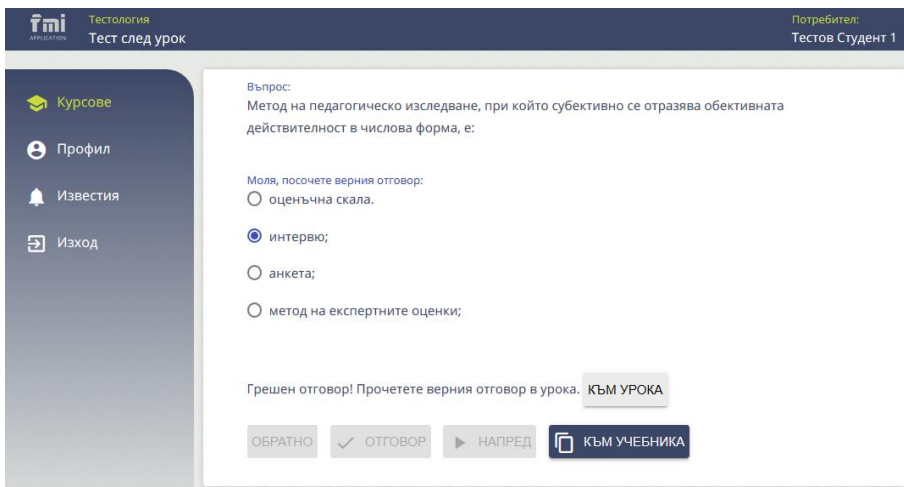 fmi
APPLICATION
Тестология
Тест след урок
Потребител:
Тестов Студент 1
Курсове
Профил
Известия
Изход
Въпрос:
Метод на педагогическо изследване, при който субективно се отразява обективната
действителност в числова форма, е:
Моля, посочете верния отговор:
оценъчна скала.
интервю;
анкета;
метод на експертните оценки;
Грешен отговор! Прочетете верния отговор в урока. КЪМ УРОКА
ОБРАТНО ОТГОВОР НАПРЕД КЪМ УЧЕБНИКА